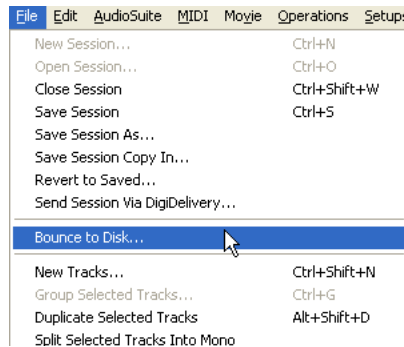 File Edit AudioSuite MIDI Movie Operations Setups
New Session... Ctrl+N
Open Session... Ctrl+O
Close Session Ctrl+Shift+W
Save Session Ctrl+S
Save Session As...
Save Session Copy In...
Revert to Saved...
Send Session Via DigiDelivery...
Bounce to Disk...
New Tracks... Ctrl+Shift+N
Group Selected Tracks... Ctrl+G
Duplicate Selected Tracks Alt+Shift+D
Split Selected Tracks Into Mono